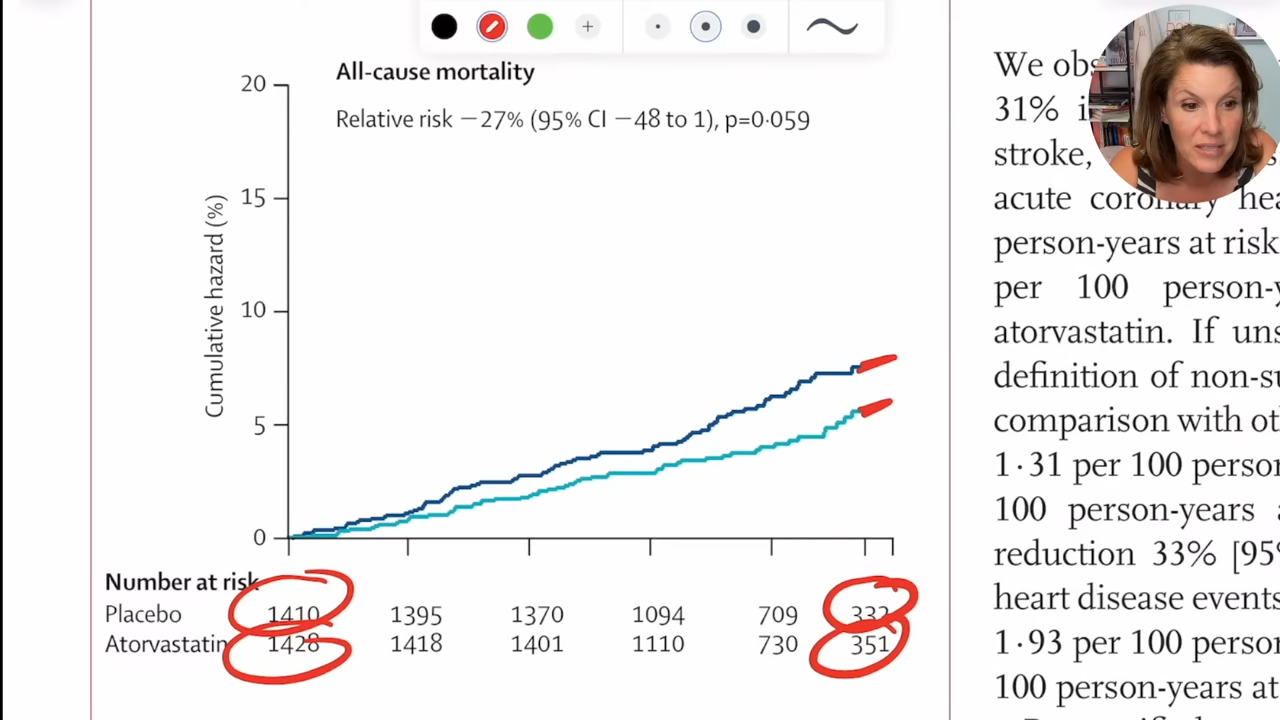 All-cause mortality
Relative risk −27% (95% CI −48 to 1), p=0·059
20
15
10
5
0
Cumulative hazard (%)
Number at risk
Placebo 1410 1395 1370 1094 709 332
Atorvastatin 1428 1418 1401 1110 730 351
We obs
31% i
stroke,
acute coronary hea
person-years at risk
per 100 person-y
atorvastatin. If uns
definition of non-su
comparison with oth
1·31 per 100 person
100 person-years a
reduction 33% [95%
heart disease events
1·93 per 100 person
100 person-years at